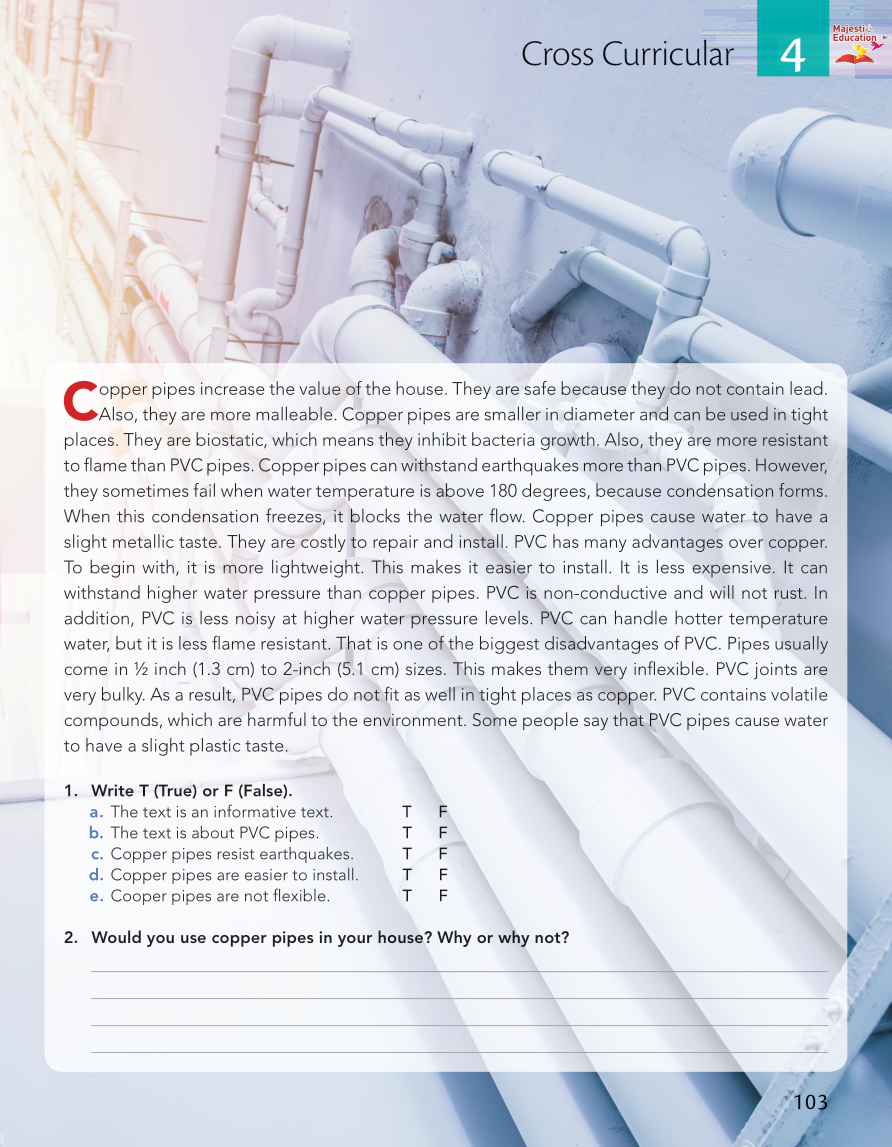 Cross Curricular
4
Majestic
Education
Copper pipes increase the value of the house. They are safe because they do not contain lead.
Also, they are more malleable. Copper pipes are smaller in diameter and can be used in tight
places. They are biostatic, which means they inhibit bacteria growth. Also, they are more resistant
to flame than PVC pipes. Copper pipes can withstand earthquakes more than PVC pipes. However,
they sometimes fail when water temperature is above 180 degrees, because condensation forms.
When this condensation freezes, it blocks the water flow. Copper pipes cause water to have a
slight metallic taste. They are costly to repair and install. PVC has many advantages over copper.
To begin with, it is more lightweight. This makes it easier to install. It is less expensive. It can
withstand higher water pressure than copper pipes. PVC is non-conductive and will not rust. In
addition, PVC is less noisy at higher water pressure levels. PVC can handle hotter temperature
water, but it is less flame resistant. That is one of the biggest disadvantages of PVC. Pipes usually
come in ½ inch (1.3 cm) to 2-inch (5.1 cm) sizes. This makes them very inflexible. PVC joints are
very bulky. As a result, PVC pipes do not fit as well in tight places as copper. PVC contains volatile
compounds, which are harmful to the environment. Some people say that PVC pipes cause water
to have a slight plastic taste.
1. Write T (True) or F (False).
a. The text is an informative text. T F
b. The text is about PVC pipes. T F
c. Copper pipes resist earthquakes. T F
d. Copper pipes are easier to install. T F
e. Cooper pipes are not flexible. T F
2. Would you use copper pipes in your house? Why or why not?
103